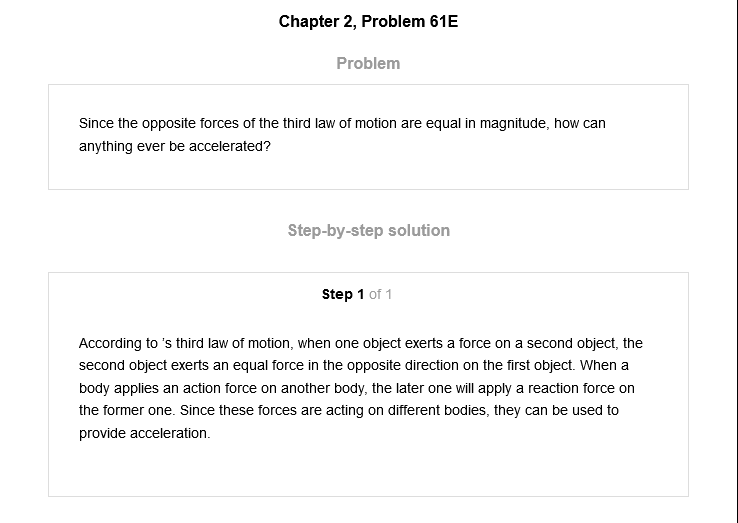 Chapter 2, Problem 61E
Problem
Since the opposite forces of the third law of motion are equal in magnitude, how can
anything ever be accelerated?
Step-by-step solution
Step 1 of 1
According to 's third law of motion, when one object exerts a force on a second object, the
second object exerts an equal force in the opposite direction on the first object. When a
body applies an action force on another body, the later one will apply a reaction force on
the former one. Since these forces are acting on different bodies, they can be used to
provide acceleration.